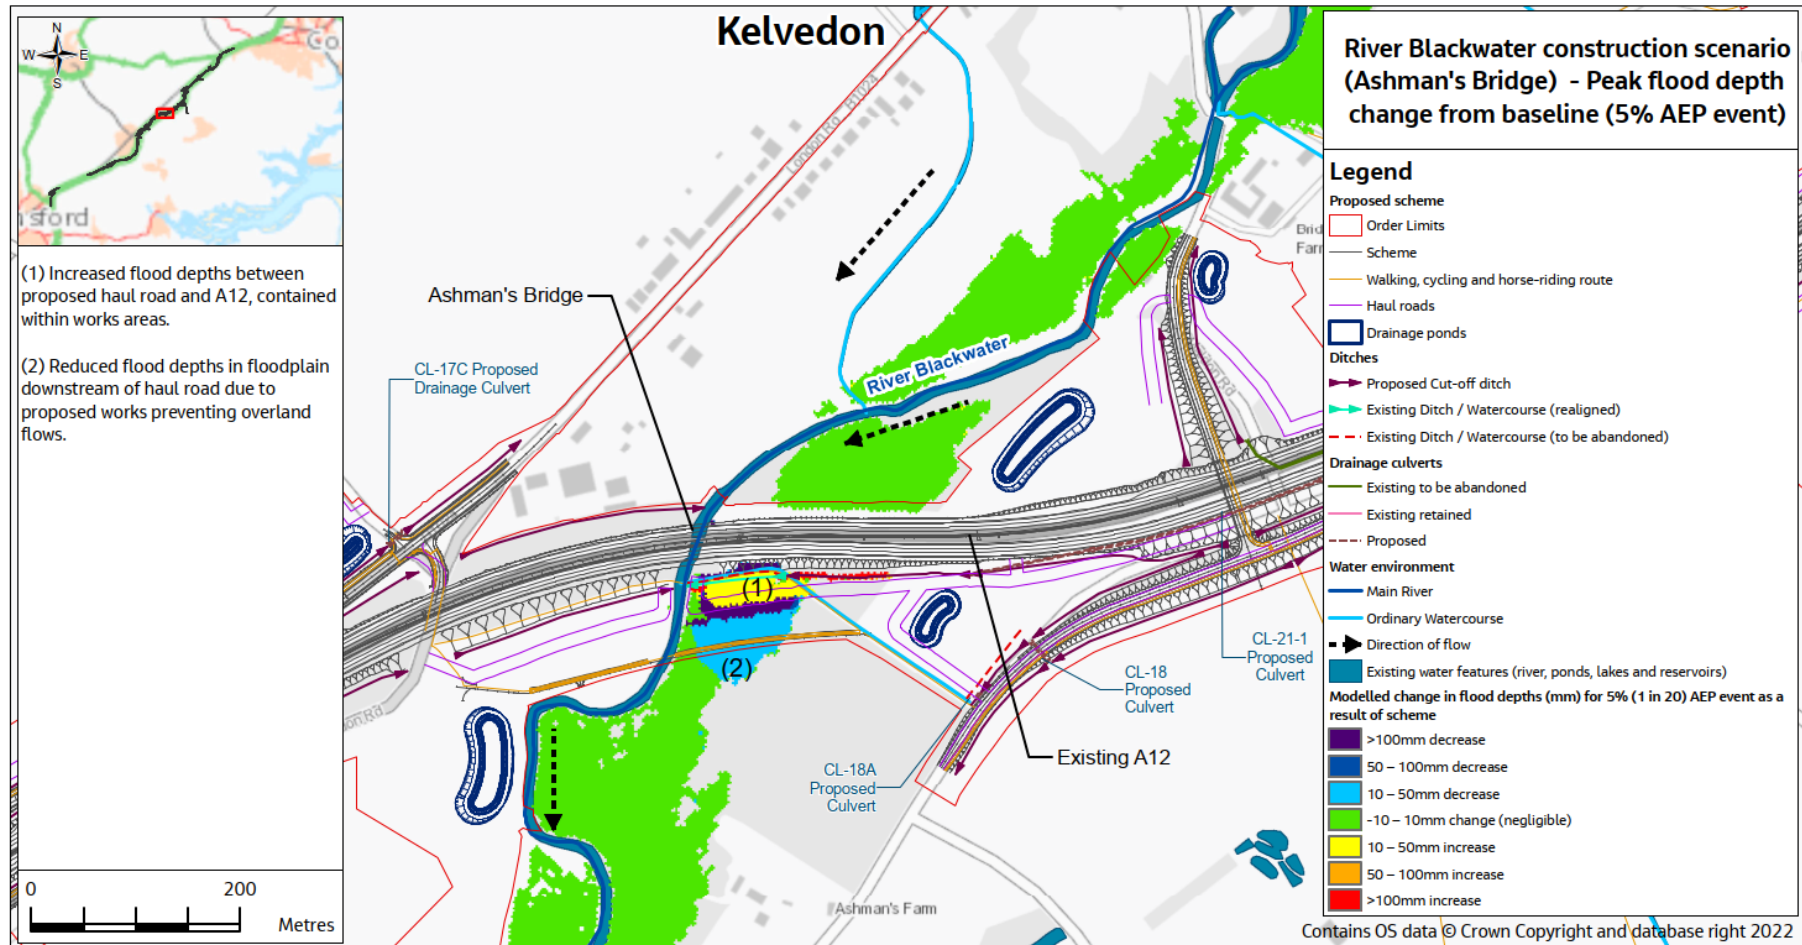 Kelvedon
River Blackwater construction scenario
(Ashman's Bridge) - Peak flood depth
change from baseline (5% AEP event)
N
W
E
S
Co
nsford
(1) Increased flood depths between
proposed haul road and A12, contained
within works areas.
(2) Reduced flood depths in floodplain
downstream of haul road due to
proposed works preventing overland
flows.
0
200
Metres
London Rd
B1024
Ashman's Bridge
River Blackwater
CL-17C Proposed
Drainage Culvert
(1)
(2)
CL-21-1
Proposed
Culvert
CL-18
Proposed
Culvert
CL-18A
Proposed
Culvert
Existing A12
Ashman's Farm
Legend
Proposed scheme
Order Limits
Scheme
Walking, cycling and horse-riding route
Haul roads
Drainage ponds
Ditches
Proposed Cut-off ditch
Existing Ditch / Watercourse (realigned)
Existing Ditch / Watercourse (to be abandoned)
Drainage culverts
Existing to be abandoned
Existing retained
Proposed
Water environment
Main River
Ordinary Watercourse
Direction of flow
Existing water features (river, ponds, lakes and reservoirs)
Modelled change in flood depths (mm) for 5% (1 in 20) AEP event as a
result of scheme
>100mm decrease
50 – 100mm decrease
10 – 50mm decrease
-10 – 10mm change (negligible)
10 – 50mm increase
50 – 100mm increase
>100mm increase
Contains OS data © Crown Copyright and database right 2022